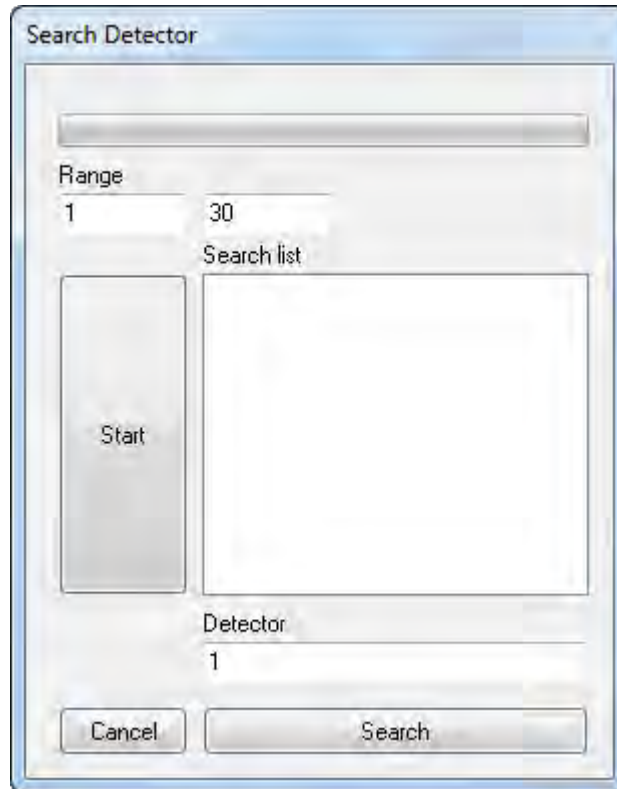 Search Detector
Range
1 30
Search list
Start
Detector
1
Cancel Search